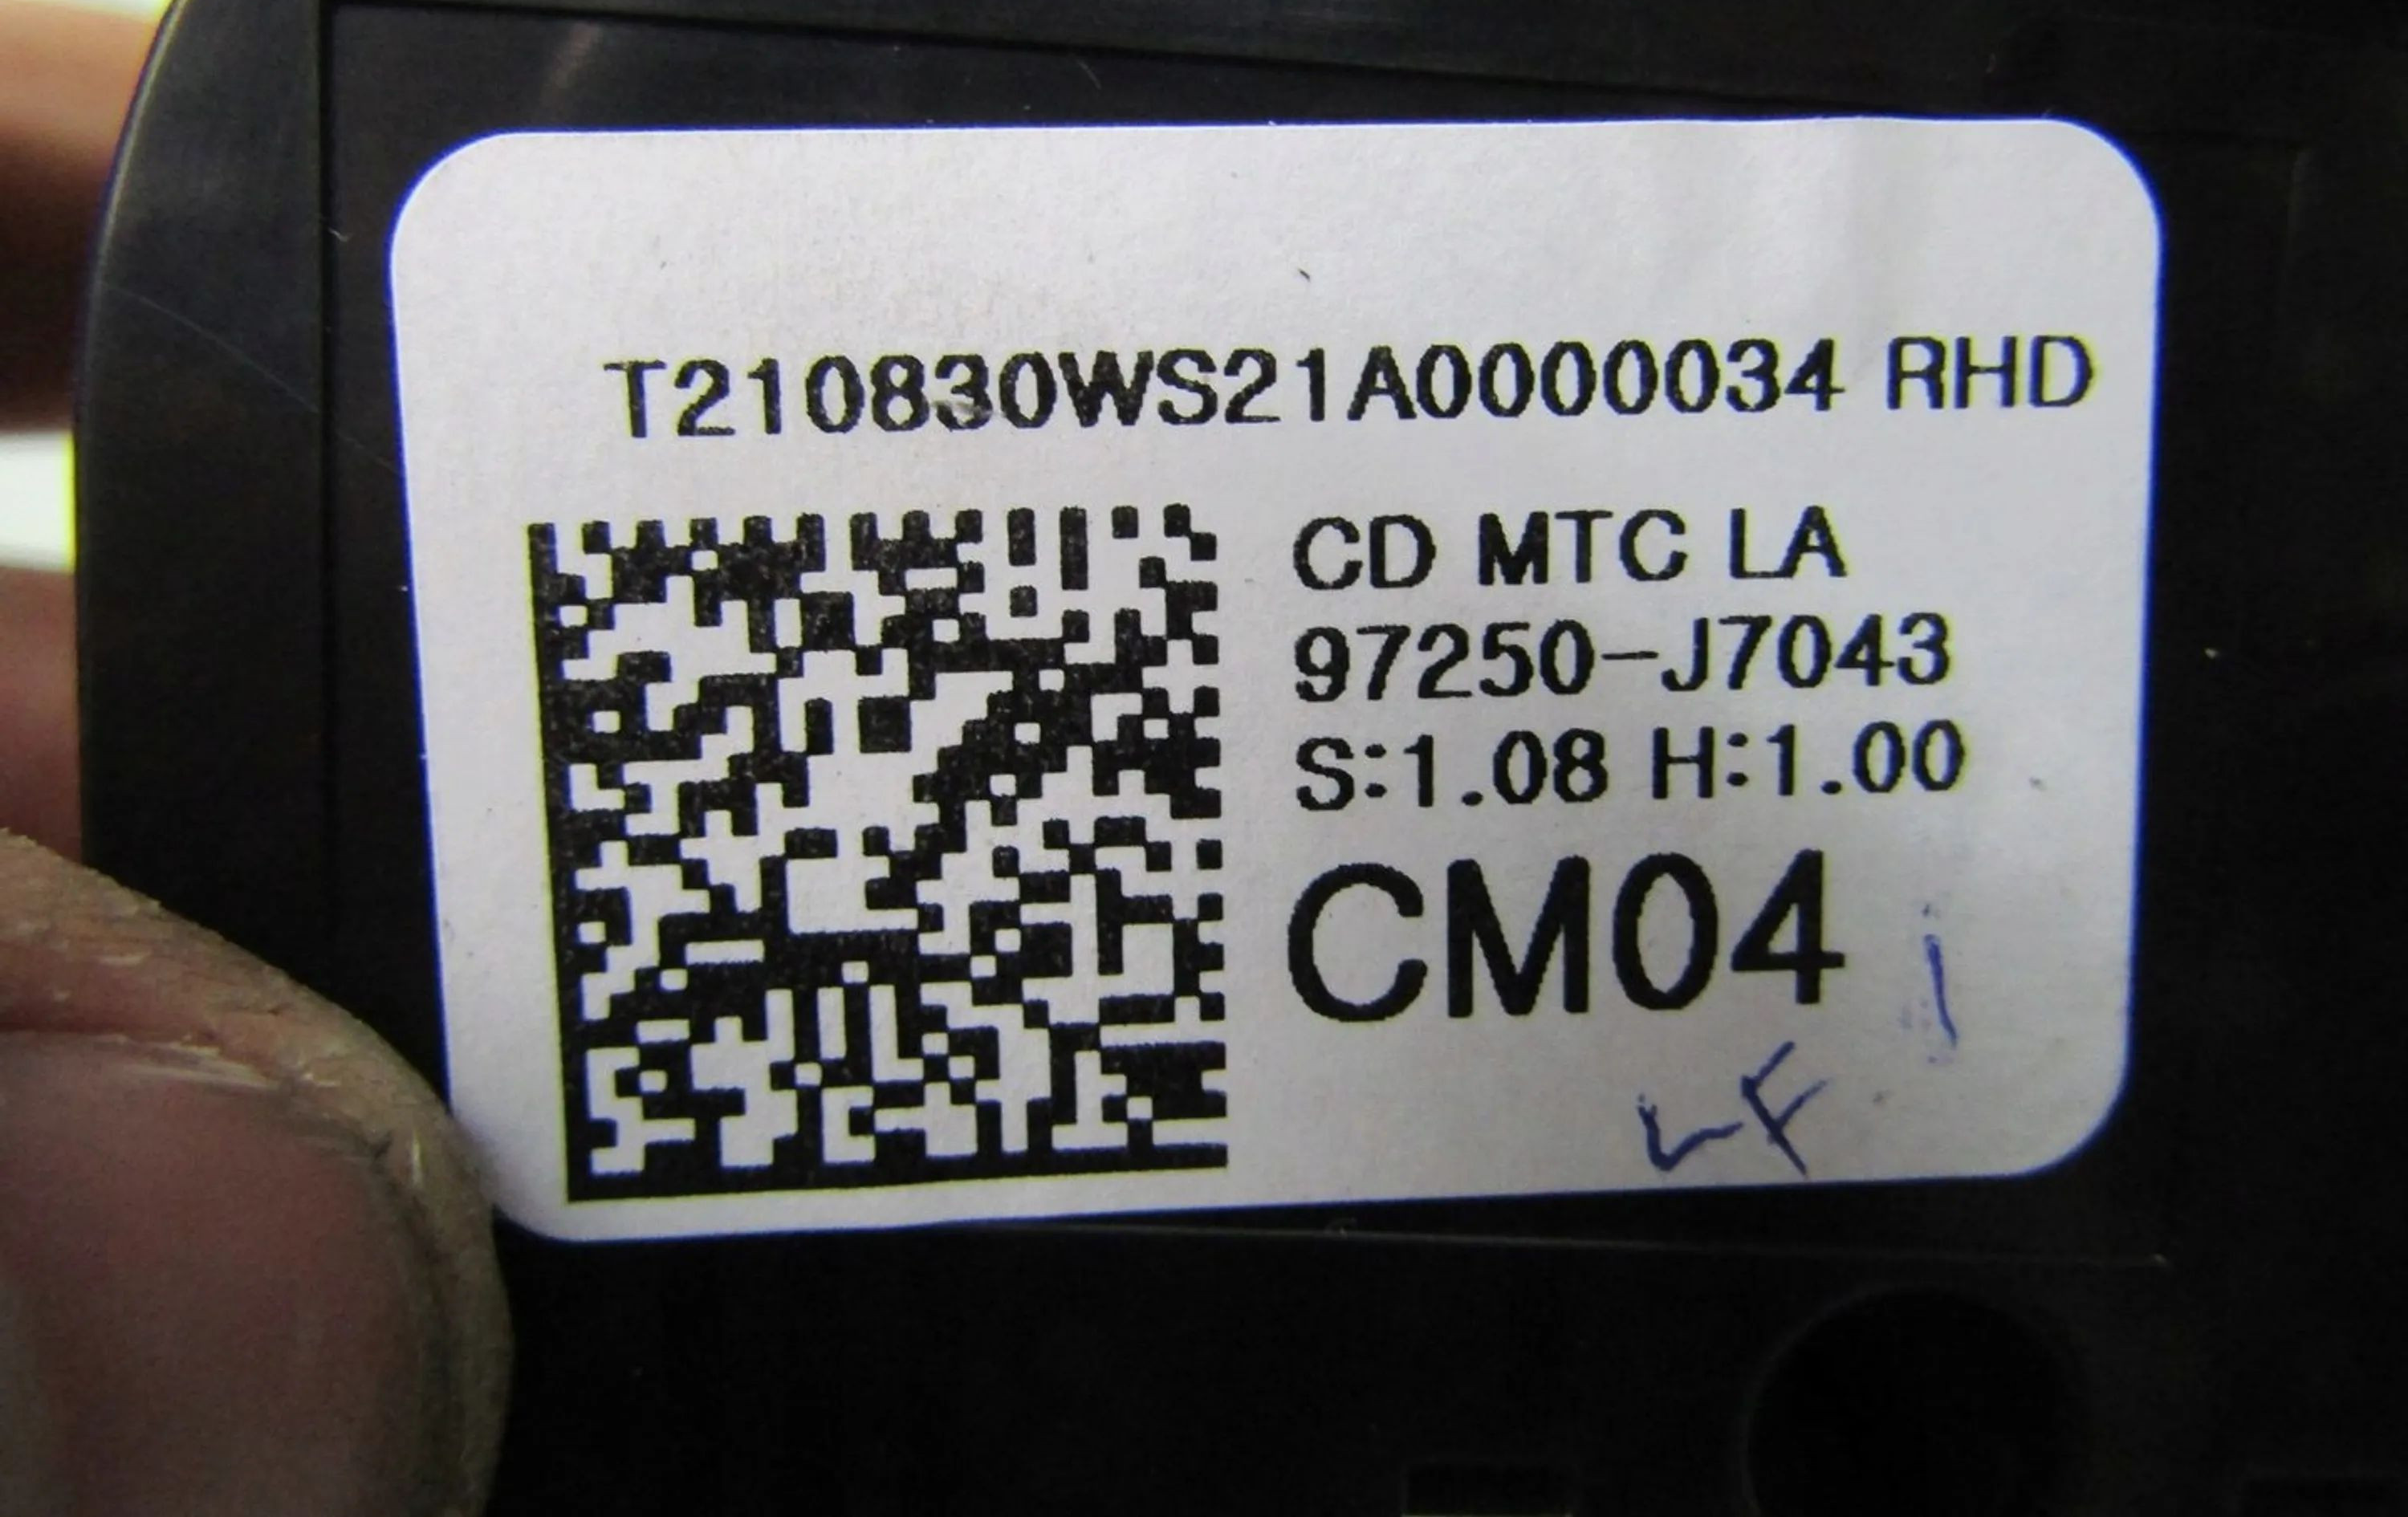 T210830WS21A0000034 RHD
CD MTC LA
97250-J7043
S:1.08 H:1.00
CM04
LF